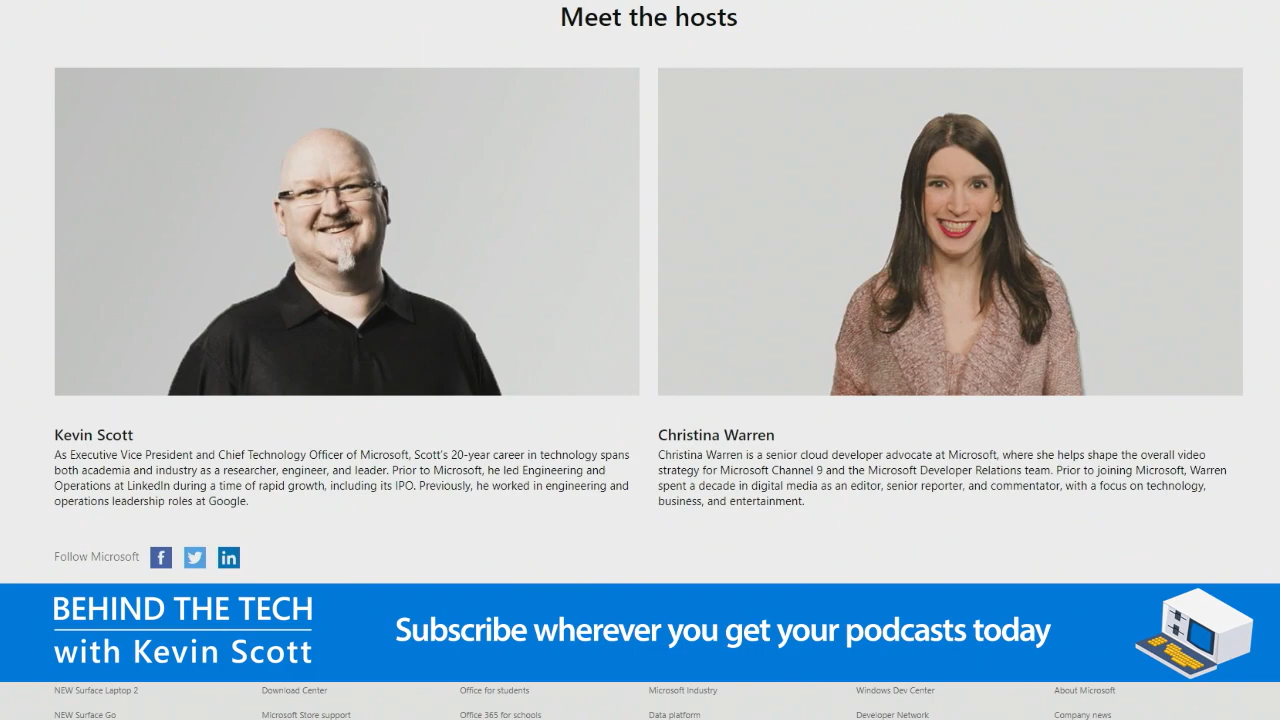 Meet the hosts
Kevin Scott
As Executive Vice President and Chief Technology Officer of Microsoft, Scott's 20-year career in technology spans
both academia and industry as a researcher, engineer, and leader. Prior to Microsoft, he led Engineering and
Operations at LinkedIn during a time of rapid growth, including its IPO. Previously, he worked in engineering and
operations leadership roles at Google.
Christina Warren
Christina Warren is a senior cloud developer advocate at Microsoft, where she helps shape the overall video
strategy for Microsoft Channel 9 and the Microsoft Developer Relations team. Prior to joining Microsoft, Warren
spent a decade in digital media as an editor, senior reporter, and commentator, with a focus on technology,
business, and entertainment.
Follow Microsoft
f
in
BEHIND THE TECH
with Kevin Scott
Subscribe wherever you get your podcasts today
NEW Surface Laptop 2 Download Center Office for students Microsoft Industry Windows Dev Center About Microsoft
NEW Surface Go Microsoft Store support Office 365 for schools Data platform Developer Network Company news